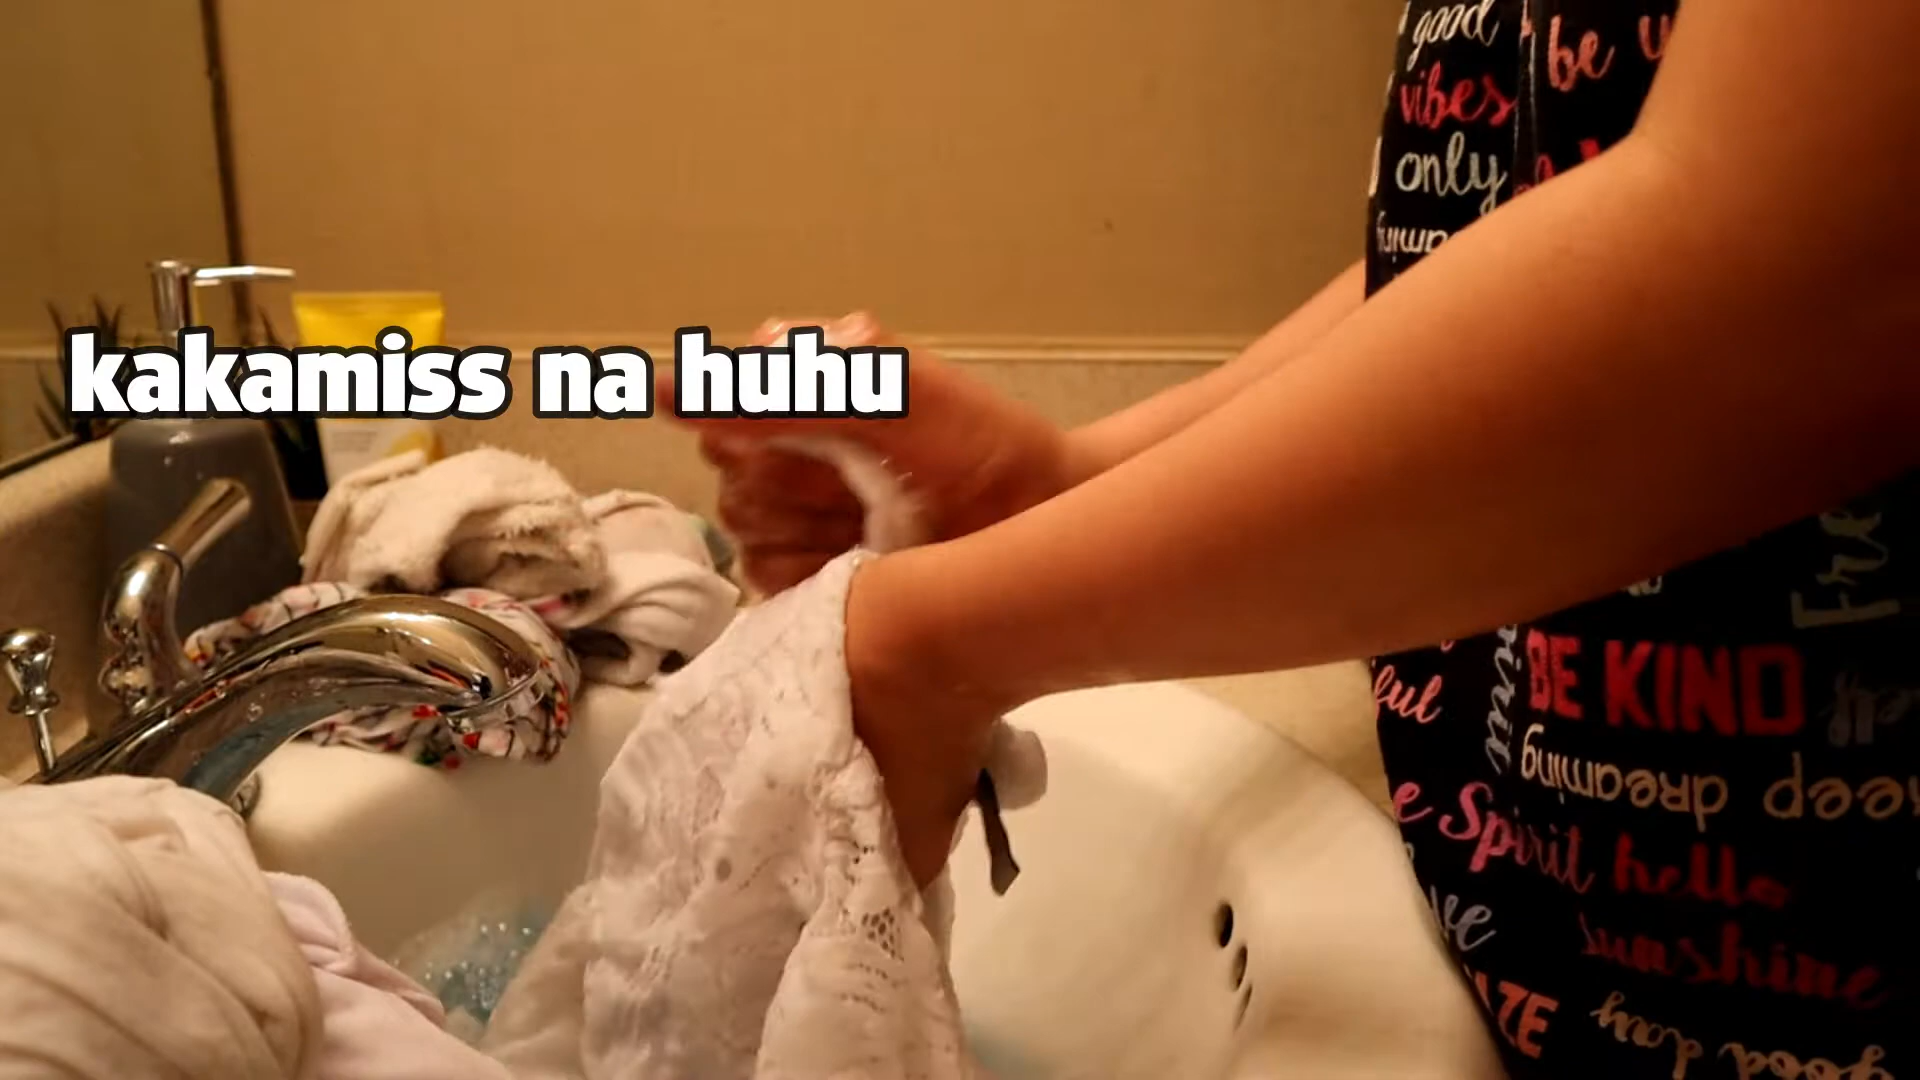 kakamiss na huhu
good
vibes
only
be
BE KIND
keep dreaming
Spirit hello
sunshine
good day